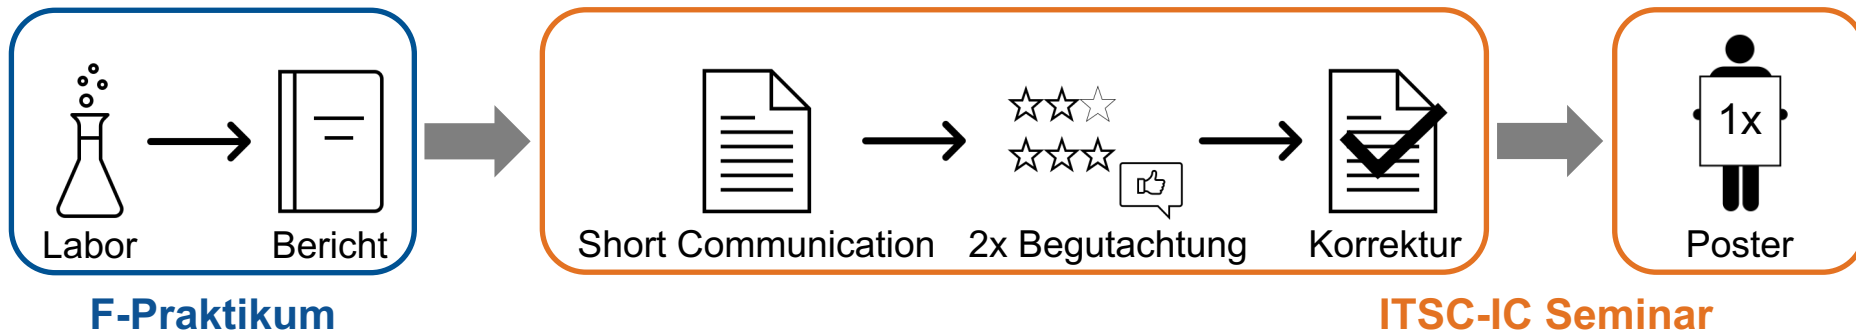 1x
Labor
Bericht
Short Communication
2x Begutachtung
Korrektur
Poster
F-Praktikum
ITSC-IC Seminar